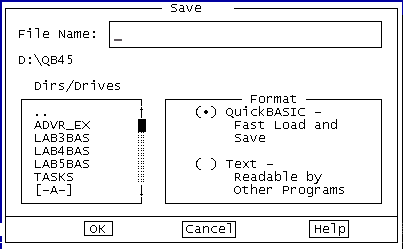 Save
File Name:
D:\QB45
Dirs/Drives
..
ADVR_EX
LAB3BAS
LAB4BAS
LAB5BAS
TASKS
[-A-]
Format
(•) QuickBASIC -
Fast Load and
Save
( ) Text -
Readable by
Other Programs
OK Cancel Help